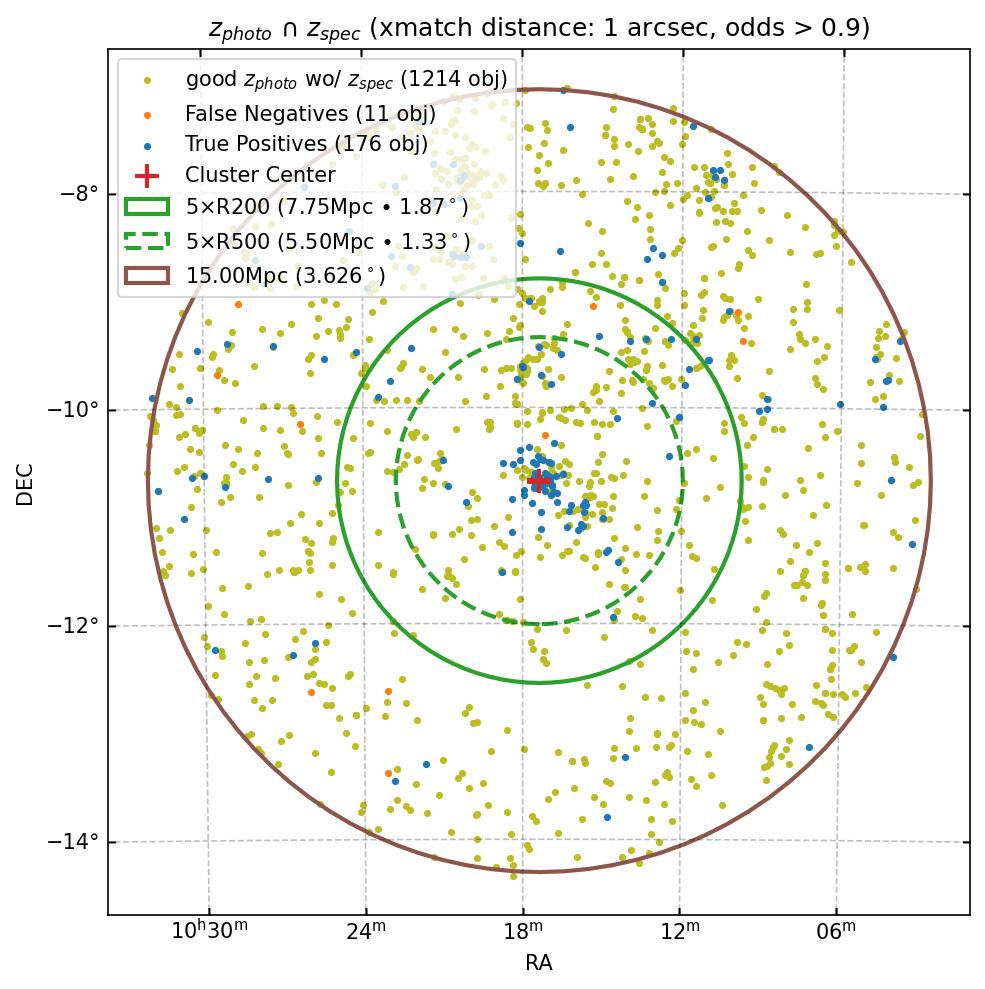 z_photo ∩ z_spec (xmatch distance: 1 arcsec, odds > 0.9)
good z_photo wo/ z_spec (1214 obj)
False Negatives (11 obj)
True Positives (176 obj)
Cluster Center
5×R200 (7.75Mpc • 1.87°)
5×R500 (5.50Mpc • 1.33°)
15.00Mpc (3.626°)
−8°
−10°
−12°
−14°
DEC
10h30m 24m 18m 12m 06m
RA